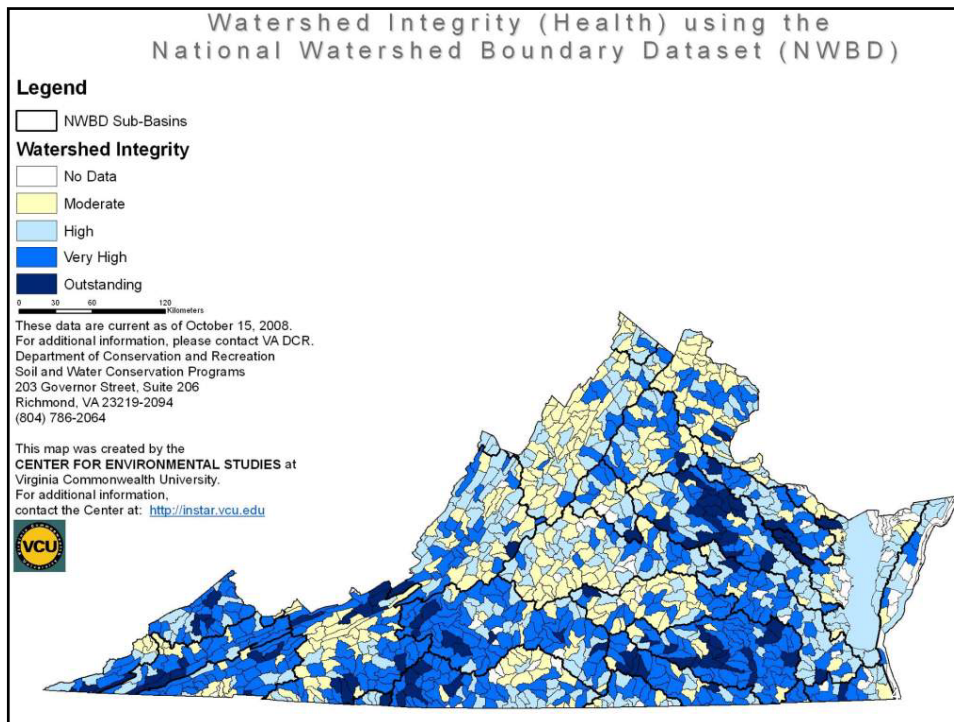 Watershed Integrity (Health) using the
National Watershed Boundary Dataset (NWBD)
Legend
NWBD Sub-Basins
Watershed Integrity
No Data
Moderate
High
Very High
Outstanding
0 30 60 120
Kilometers
These data are current as of October 15, 2008.
For additional information, please contact VA DCR.
Department of Conservation and Recreation
Soil and Water Conservation Programs
203 Governor Street, Suite 206
Richmond, VA 23219-2094
(804) 786-2064
This map was created by the
CENTER FOR ENVIRONMENTAL STUDIES at
Virginia Commonwealth University.
For additional information,
contact the Center at: http://instar.vcu.edu
VCU